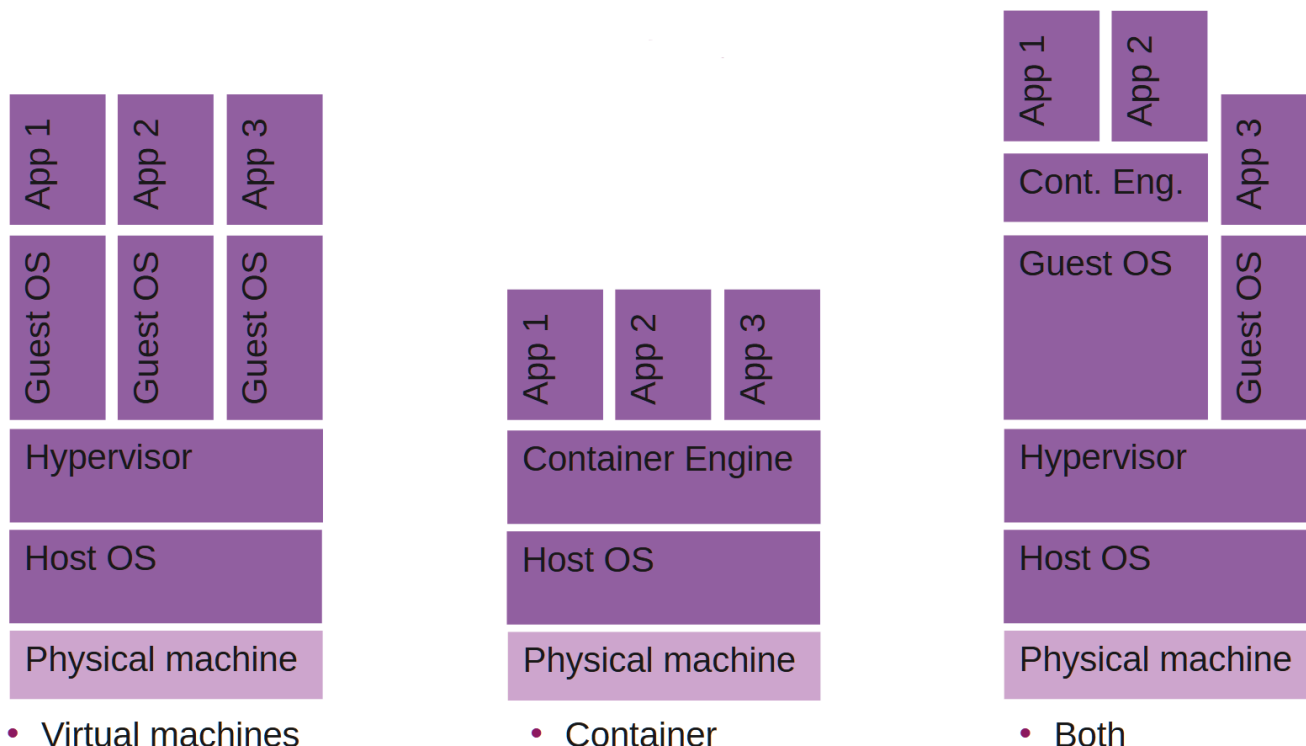 App 1
App 2
App 3
Guest OS
Guest OS
Guest OS
Hypervisor
Host OS
Physical machine
• Virtual machines
App 1
App 2
App 3
Container Engine
Host OS
Physical machine
• Container
App 1
App 2
App 3
Cont. Eng.
Guest OS
Guest OS
Hypervisor
Host OS
Physical machine
• Both